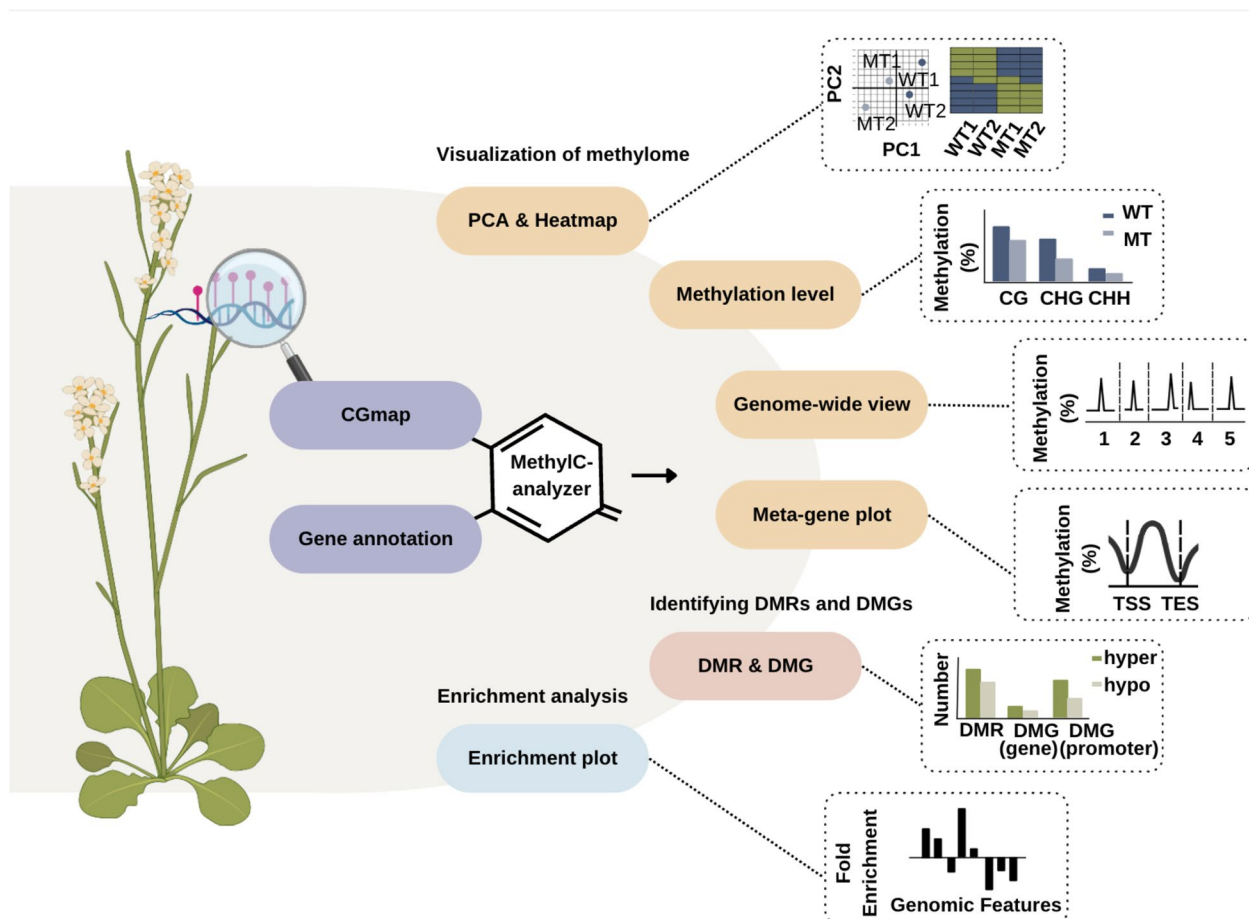 Visualization of methylome
PCA & Heatmap
Methylation level
Genome-wide view
Meta-gene plot
CGmap
Gene annotation
MethylC-
analyzer
Identifying DMRs and DMGs
DMR & DMG
Enrichment analysis
Enrichment plot
PC2
MT1
WT1
WT2
MT2
PC1
WT1
WT2
MT1
MT2
Methylation
(%)
WT
MT
CG CHG CHH
Methylation
(%)
1 2 3 4 5
Methylation
(%)
TSS TES
Number
hyper
hypo
DMR DMG DMG
(gene) (promoter)
Fold
Enrichment
Genomic Features